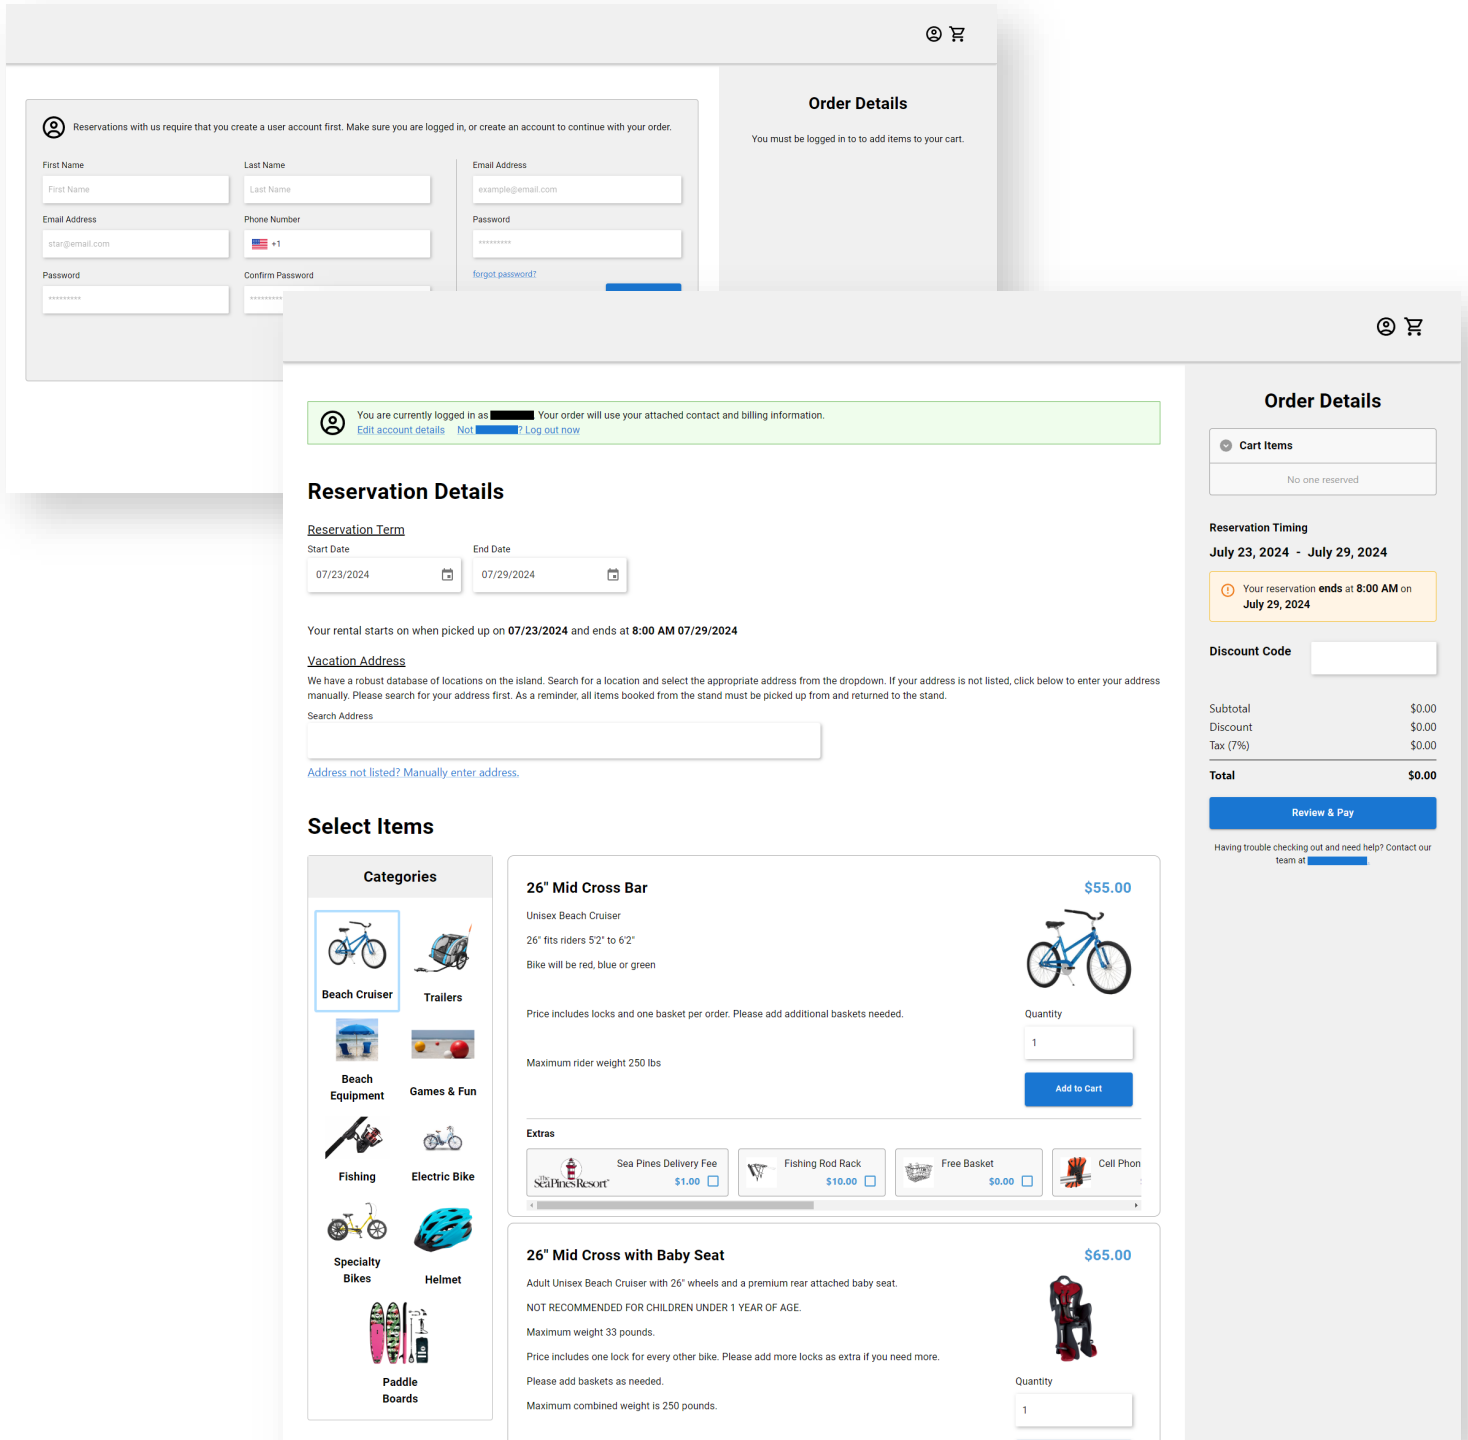 Order Details
You must be logged in to to add items to your cart.
Reservations with us require that you create a user account first. Make sure you are logged in, or create an account to continue with your order.
First Name
Last Name
Email Address
First Name
Last Name
example@email.com
Email Address
Phone Number
Password
star@email.com
+1
*********
Password
Confirm Password
forgot password?
*********
*********
You are currently logged in as
Your order will use your attached contact and billing information.
Edit account details
Not
? Log out now
Reservation Details
Reservation Term
Start Date
End Date
07/23/2024
07/29/2024
Your rental starts on when picked up on 07/23/2024 and ends at 8:00 AM 07/29/2024
Vacation Address
We have a robust database of locations on the island. Search for a location and select the appropriate address from the dropdown. If your address is not listed, click below to enter your address
manually. Please search for your address first. As a reminder, all items booked from the stand must be picked up from and returned to the stand.
Search Address
Address not listed? Manually enter address.
Select Items
Categories
Beach Cruiser
Trailers
Beach
Equipment
Games & Fun
Fishing
Electric Bike
Specialty
Bikes
Helmet
Paddle
Boards
26" Mid Cross Bar
$55.00
Unisex Beach Cruiser
26" fits riders 5'2" to 6'2"
Bike will be red, blue or green
Price includes locks and one basket per order. Please add additional baskets needed.
Maximum rider weight 250 lbs
Quantity
1
Add to Cart
Extras
The
SeaPinesResort
Sea Pines Delivery Fee
$1.00
Fishing Rod Rack
$10.00
Free Basket
$0.00
Cell Phon
26" Mid Cross with Baby Seat
$65.00
Adult Unisex Beach Cruiser with 26" wheels and a premium rear attached baby seat.
NOT RECOMMENDED FOR CHILDREN UNDER 1 YEAR OF AGE.
Maximum weight 33 pounds.
Price includes one lock for every other bike. Please add more locks as extra if you need more.
Please add baskets as needed.
Maximum combined weight is 250 pounds.
Quantity
1
Order Details
Cart Items
No one reserved
Reservation Timing
July 23, 2024 - July 29, 2024
Your reservation ends at 8:00 AM on
July 29, 2024
Discount Code
Subtotal
$0.00
Discount
$0.00
Tax (7%)
$0.00
Total
$0.00
Review & Pay
Having trouble checking out and need help? Contact our
team at